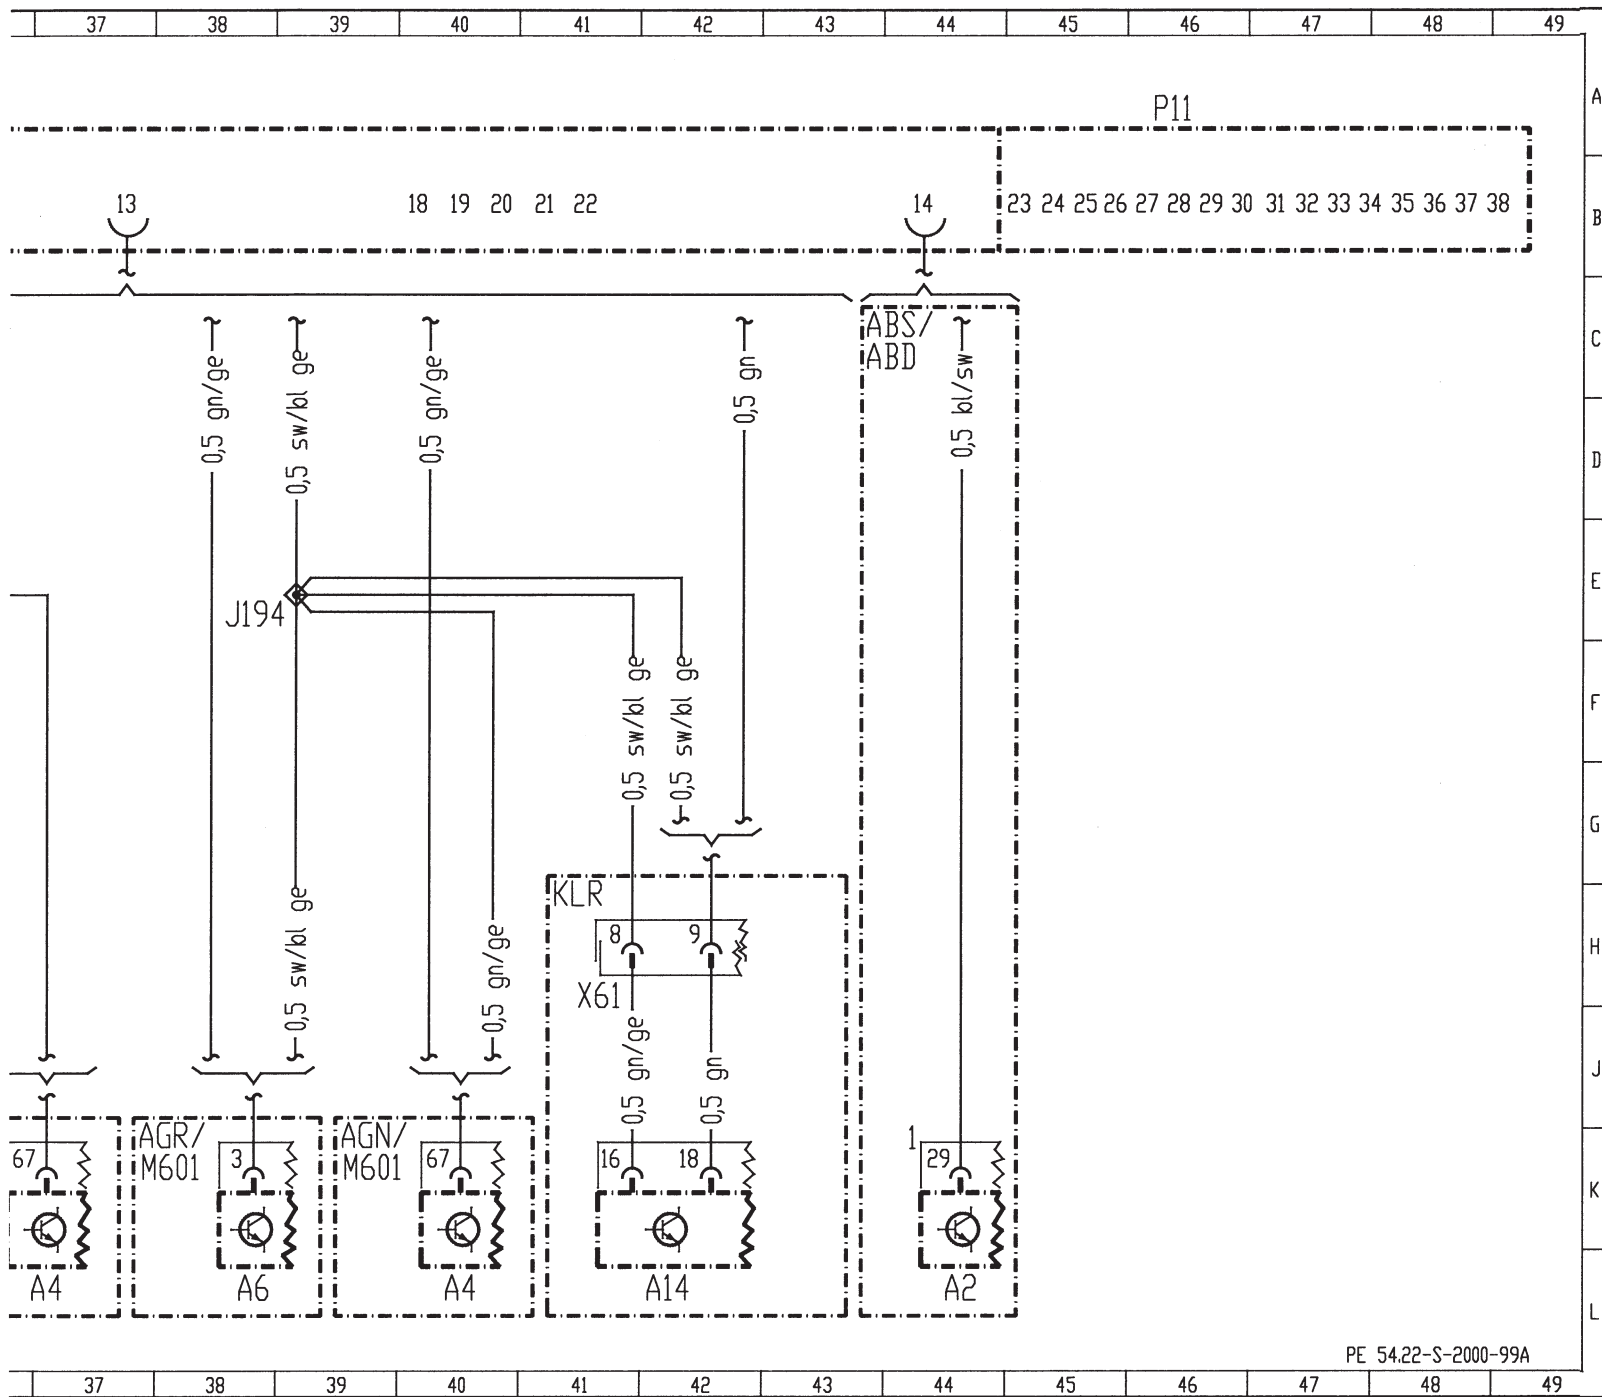 37 38 39 40 41 42 43 44 45 46 47 48 49
A
P11
13 18 19 20 21 22 14 23 24 25 26 27 28 29 30 31 32 33 34 35 36 37 38
B
ABS/
ABD
C
0,5 gn/ge
0,5 sw/bl ge
0,5 gn/ge
0,5 gn
0,5 bl/sw
D
E
J194
0,5 sw/bl ge
0,5 sw/bl ge
F
G
KLR
0,5 sw/bl ge
0,5 gn/ge
8 9
H
X61
0,5 gn/ge
0,5 gn
J
AGR/
M601
AGN/
M601
67 3 67 16 18 1 29
K
A4 A6 A4 A14 A2
L
PE 54.22-S-2000-99A
37 38 39 40 41 42 43 44 45 46 47 48 49